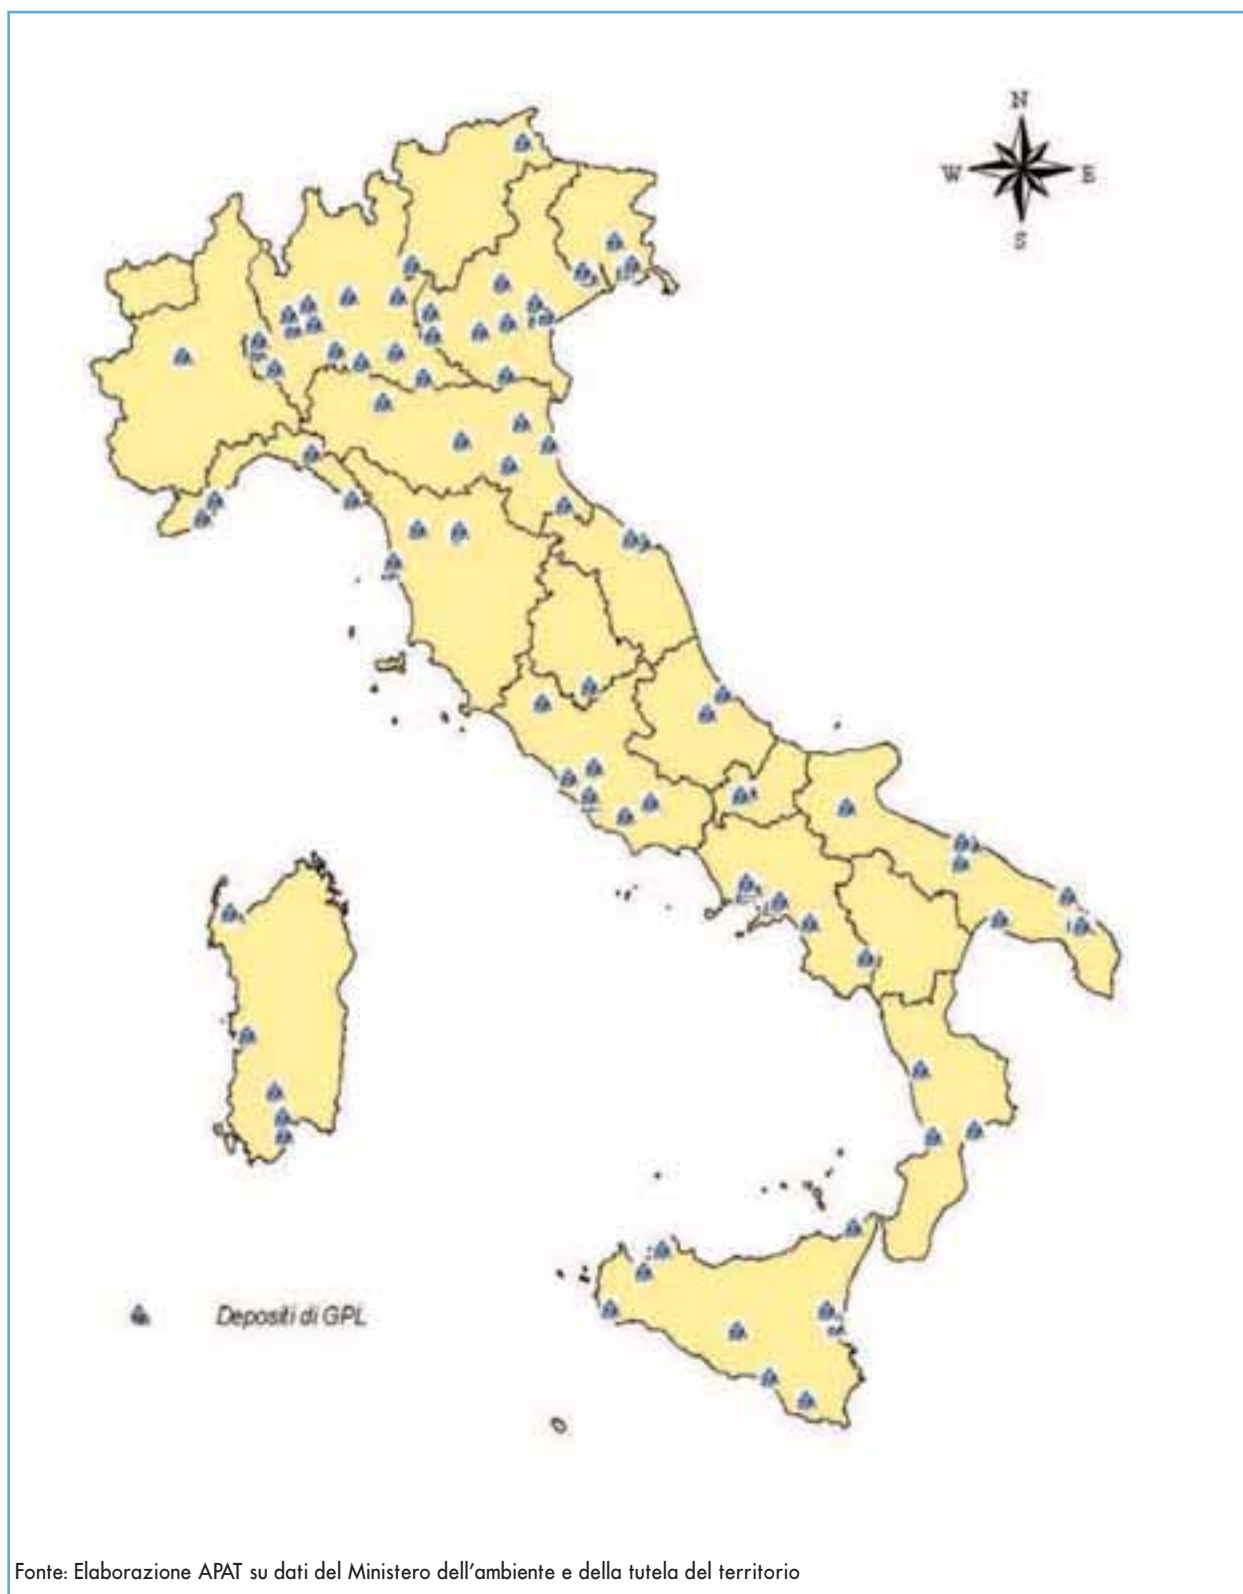 N
W E
S
Depositi di GPL
Fonte: Elaborazione APAT su dati del Ministero dell'ambiente e della tutela del territorio